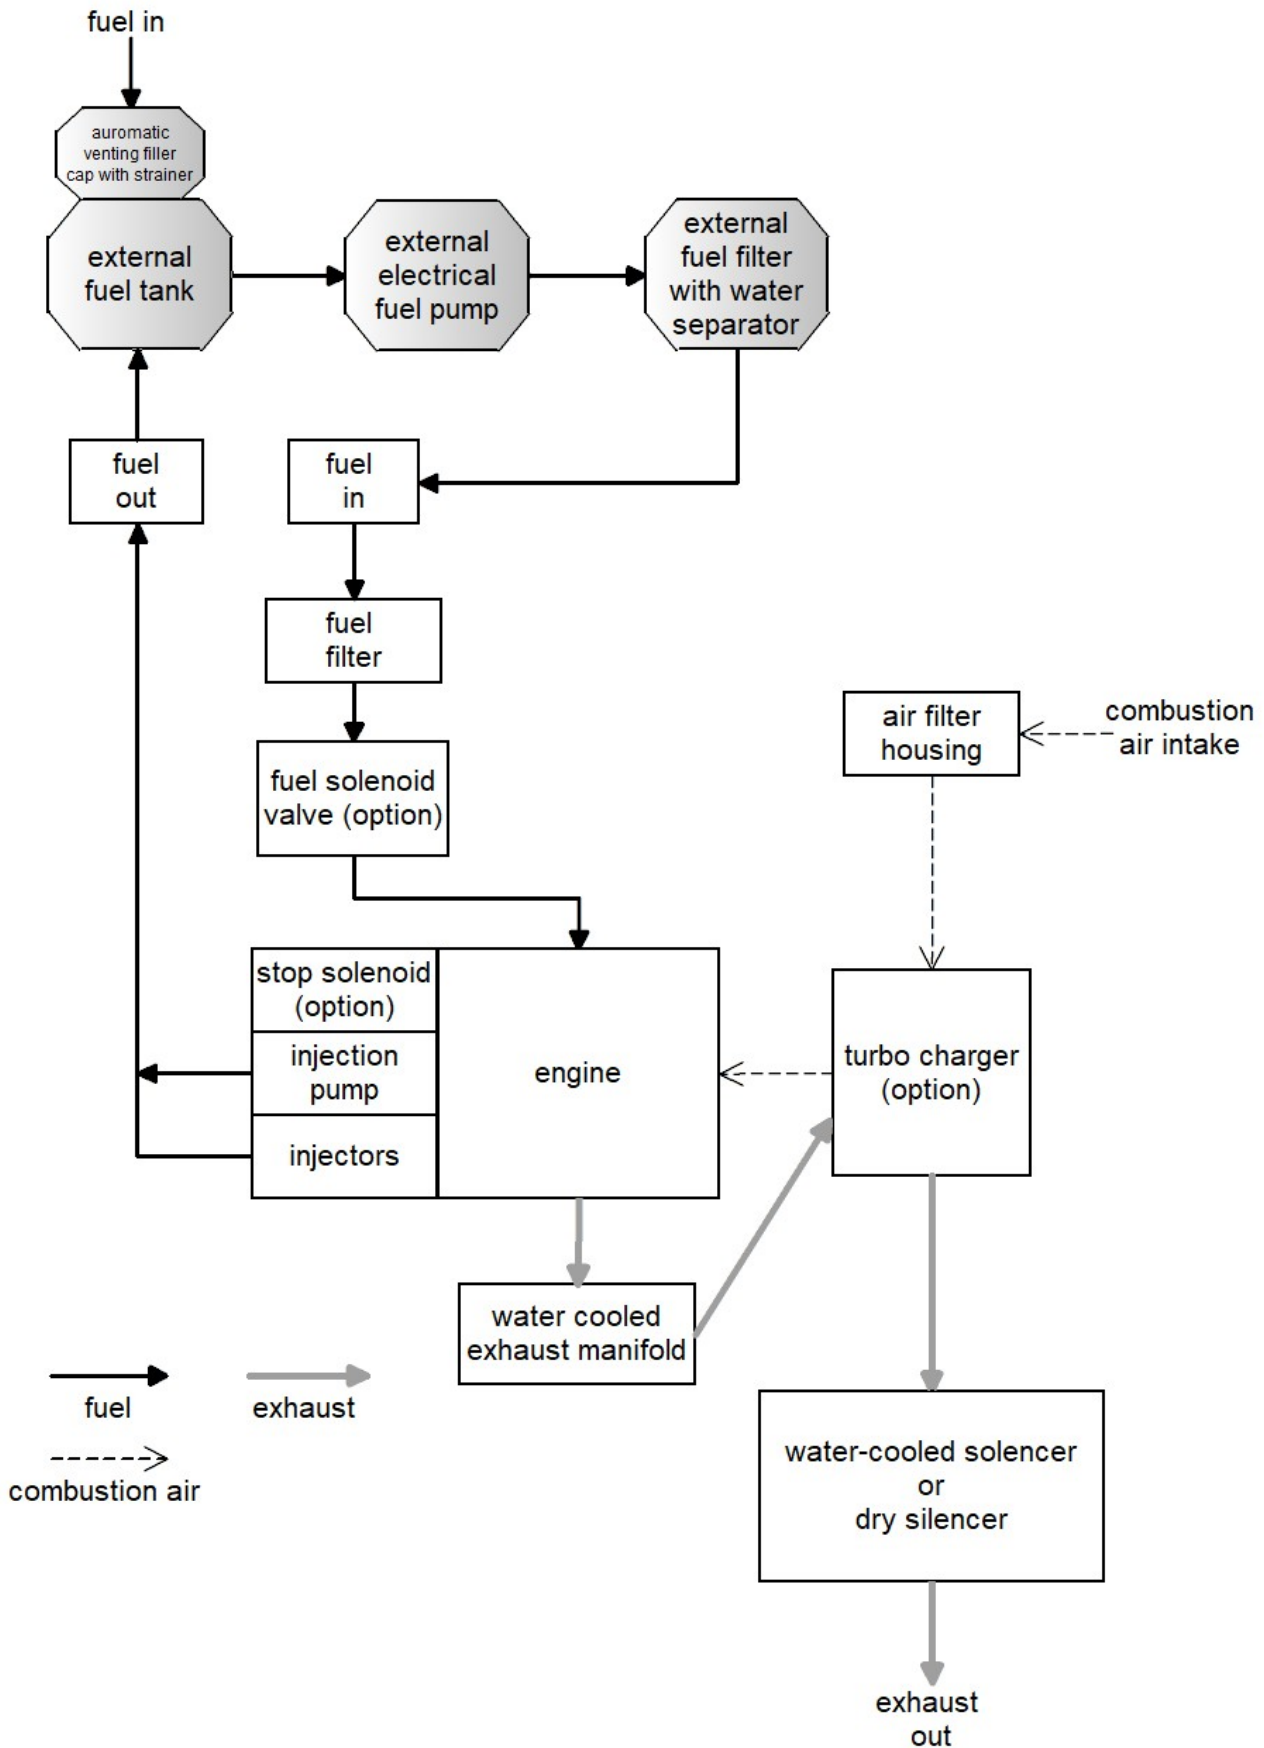 fuel in
auromatic
venting filler
cap with strainer
external
fuel tank
external
electrical
fuel pump
external
fuel filter
with water
separator
fuel
out
fuel
in
fuel
filter
fuel solenoid
valve (option)
air filter
housing
combustion
air intake
stop solenoid
(option)
injection
pump
injectors
engine
turbo charger
(option)
water cooled
exhaust manifold
fuel
exhaust
combustion air
water-cooled solencer
or
dry silencer
exhaust
out